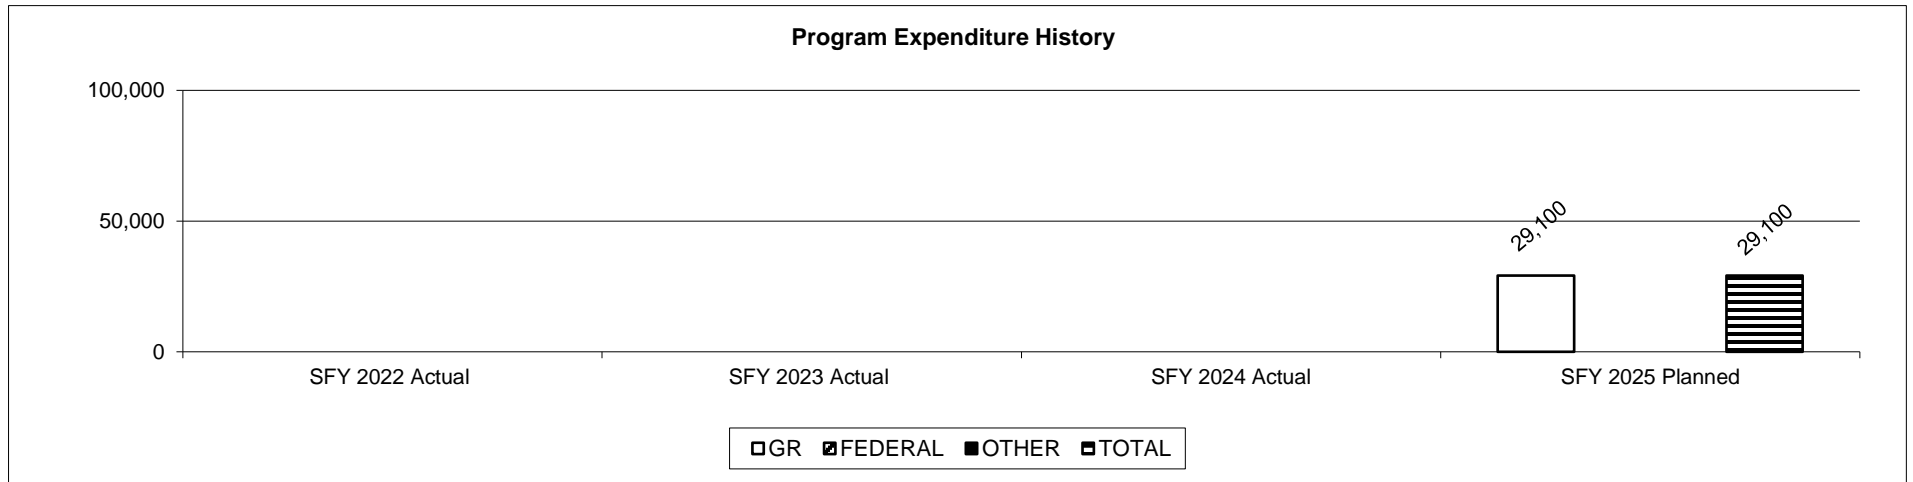 Program Expenditure History
100,000
50,000
0
29,100
29,100
SFY 2022 Actual
SFY 2023 Actual
SFY 2024 Actual
SFY 2025 Planned
GR FEDERAL OTHER TOTAL